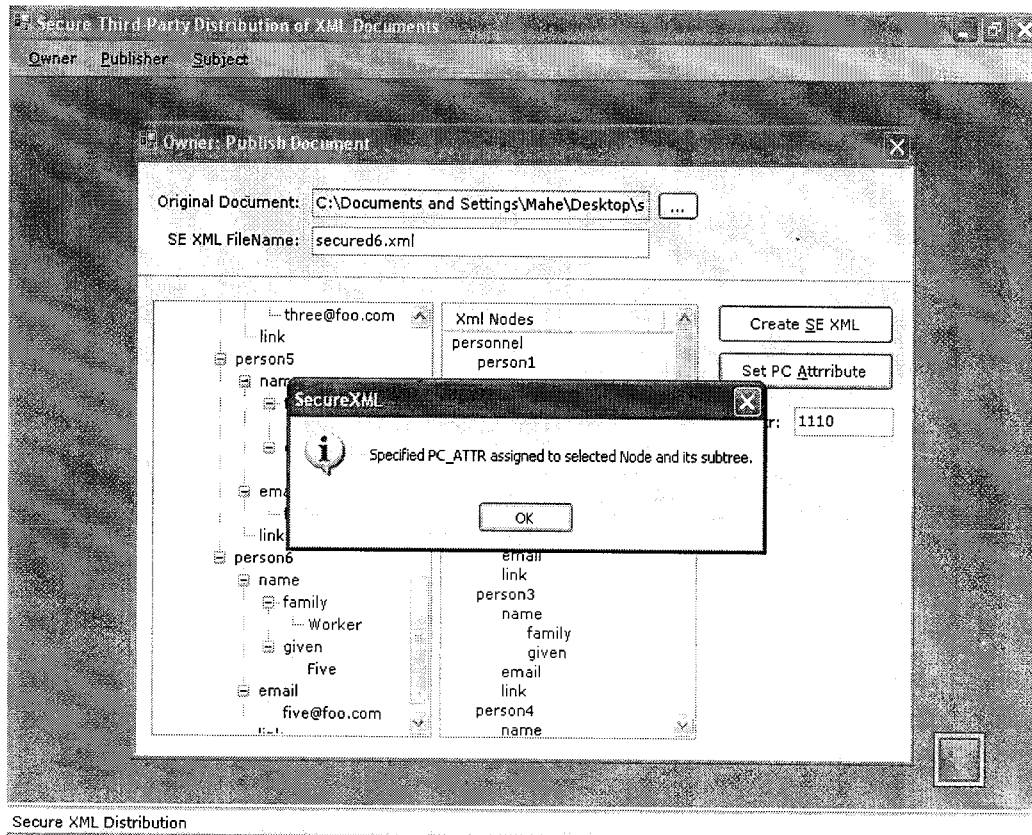 Secure Third-Party Distribution of XML Documents
Owner Publisher Subject
Owner: Publish Document
Original Document: C:\Documents and Settings\Mahe\Desktop\s ...
SE XML FileName: secured6.xml
three@foo.com
link
person5
name
link
person6
name
family
Worker
given
Five
email
five@foo.com
Xml Nodes
personnel
person1
email
link
person3
name
family
given
email
link
person4
name
Create SE XML
Set PC Attrribute
1110
SecureXML
Specified PC_ATTR assigned to selected Node and its subtree.
OK
Secure XML Distribution